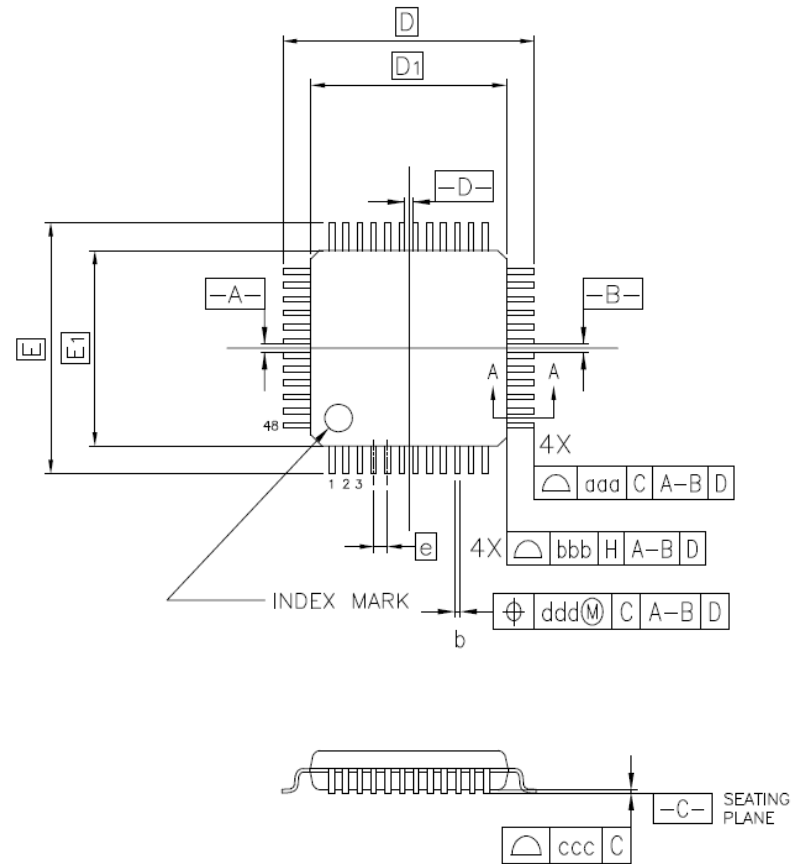 D
D1
-D-
-A-
-B-
E
E1
A A
48
4X
⌓ aaa C A-B D
1 2 3
e
4X ⌓ bbb H A-B D
INDEX MARK
⌖ ddd Ⓜ C A-B D
b
-C- SEATING
PLANE
⌓ ccc C